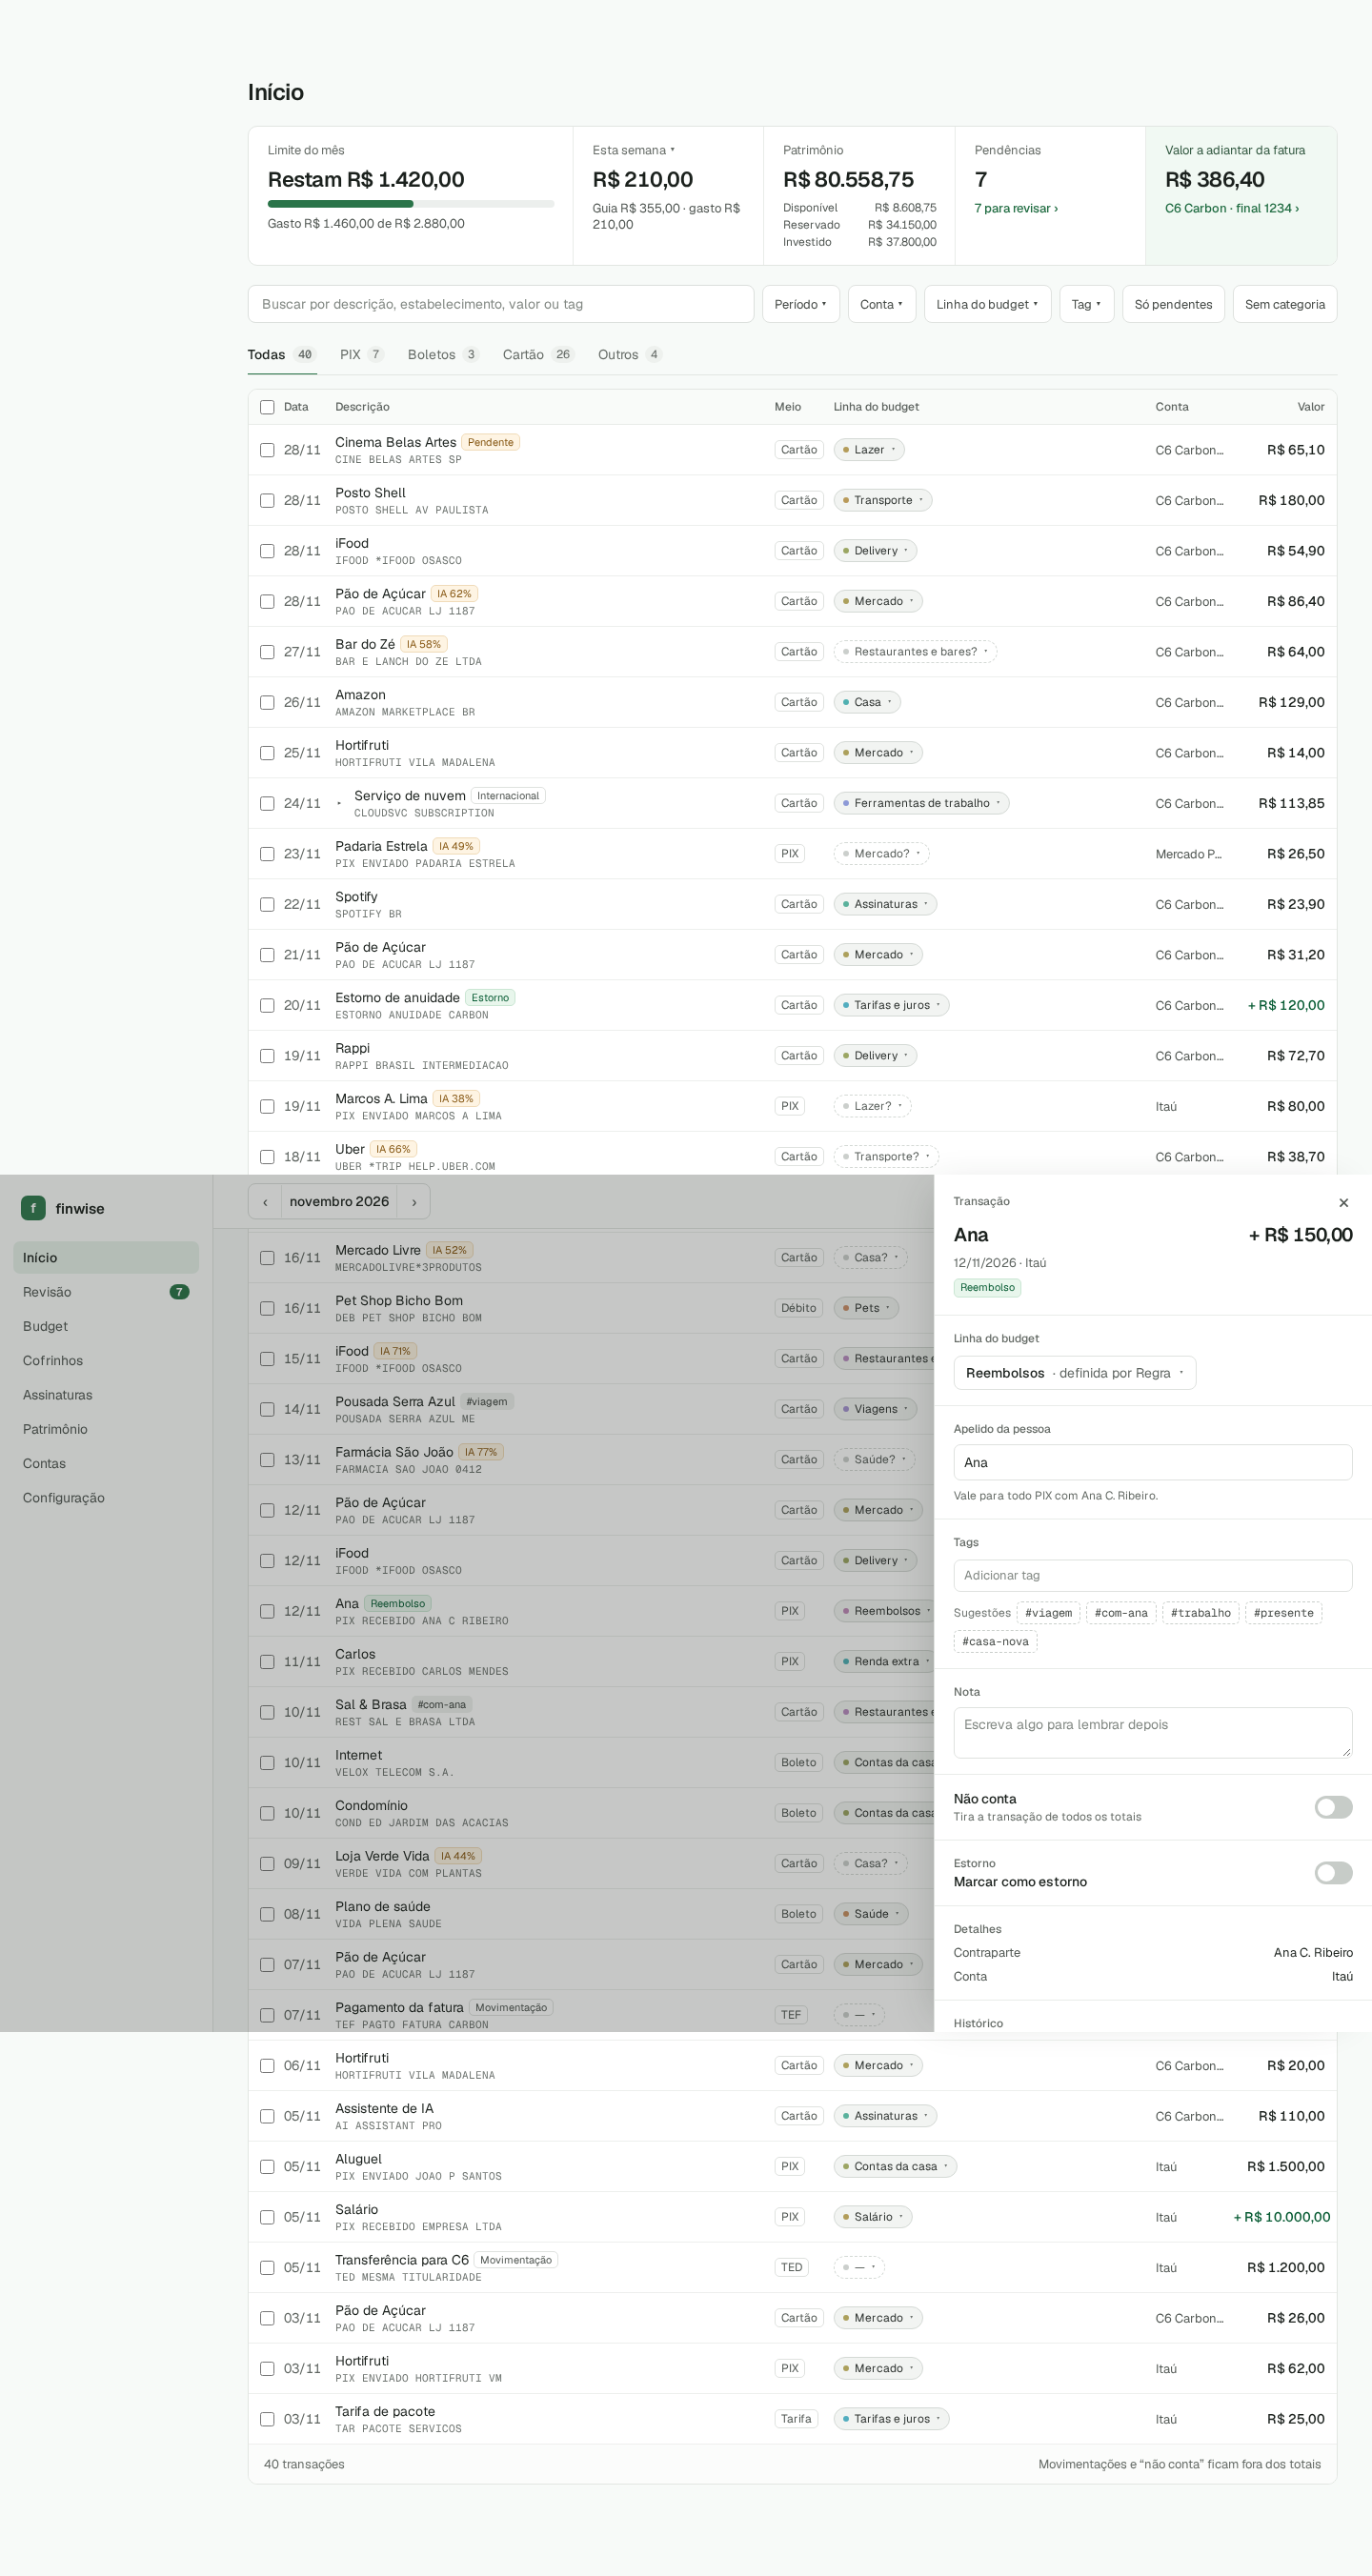 Início
Limite do mês
Restam R$ 1.420,00
Gasto R$ 1.460,00 de R$ 2.880,00
Esta semana
R$ 210,00
Guia R$ 355,00 · gasto R$
210,00
Patrimônio
R$ 80.558,75
Disponível R$ 8.608,75
Reservado R$ 34.150,00
Investido R$ 37.800,00
Pendências
7
7 para revisar ›
Valor a adiantar da fatura
R$ 386,40
C6 Carbon · final 1234 ›
Buscar por descrição, estabelecimento, valor ou tag
Período Conta Linha do budget Tag Só pendentes Sem categoria
Todas 40 PIX 7 Boletos 3 Cartão 26 Outros 4
Data Descrição Meio Linha do budget Conta Valor
28/11 Cinema Belas Artes Pendente Cartão Lazer C6 Carbon... R$ 65,10
CINE BELAS ARTES SP
28/11 Posto Shell Cartão Transporte C6 Carbon... R$ 180,00
POSTO SHELL AV PAULISTA
28/11 iFood Cartão Delivery C6 Carbon... R$ 54,90
IFOOD *IFOOD OSASCO
28/11 Pão de Açúcar IA 62% Cartão Mercado C6 Carbon... R$ 86,40
PAO DE ACUCAR LJ 1187
27/11 Bar do Zé IA 58% Cartão Restaurantes e bares? C6 Carbon... R$ 64,00
BAR E LANCH DO ZE LTDA
26/11 Amazon Cartão Casa C6 Carbon... R$ 129,00
AMAZON MARKETPLACE BR
25/11 Hortifruti Cartão Mercado C6 Carbon... R$ 14,00
HORTIFRUTI VILA MADALENA
24/11 Serviço de nuvem Internacional Cartão Ferramentas de trabalho C6 Carbon... R$ 113,85
CLOUDSVC SUBSCRIPTION
23/11 Padaria Estrela IA 49% PIX Mercado? Mercado P... R$ 26,50
PIX ENVIADO PADARIA ESTRELA
22/11 Spotify Cartão Assinaturas C6 Carbon... R$ 23,90
SPOTIFY BR
21/11 Pão de Açúcar Cartão Mercado C6 Carbon... R$ 31,20
PAO DE ACUCAR LJ 1187
20/11 Estorno de anuidade Estorno Cartão Tarifas e juros C6 Carbon... + R$ 120,00
ESTORNO ANUIDADE CARBON
19/11 Rappi Cartão Delivery C6 Carbon... R$ 72,70
RAPPI BRASIL INTERMEDIACAO
19/11 Marcos A. Lima IA 38% PIX Lazer? Itaú R$ 80,00
PIX ENVIADO MARCOS A LIMA
18/11 Uber IA 66% Cartão Transporte? C6 Carbon... R$ 38,70
UBER *TRIP HELP.UBER.COM
f finwise
Início
Revisão 7
Budget
Cofrinhos
Assinaturas
Patrimônio
Contas
Configuração
‹ novembro 2026 ›
16/11 Mercado Livre IA 52% Cartão Casa?
MERCADOLIVRE*3PRODUTOS
16/11 Pet Shop Bicho Bom Débito Pets
DEB PET SHOP BICHO BOM
15/11 iFood IA 71% Cartão Restaurantes e
IFOOD *IFOOD OSASCO
14/11 Pousada Serra Azul #viagem Cartão Viagens
POUSADA SERRA AZUL ME
13/11 Farmácia São João IA 77% Cartão Saúde?
FARMACIA SAO JOAO 0412
12/11 Pão de Açúcar Cartão Mercado
PAO DE ACUCAR LJ 1187
12/11 iFood Cartão Delivery
IFOOD *IFOOD OSASCO
12/11 Ana Reembolso PIX Reembolsos
PIX RECEBIDO ANA C RIBEIRO
11/11 Carlos PIX Renda extra
PIX RECEBIDO CARLOS MENDES
10/11 Sal & Brasa #com-ana Cartão Restaurantes e
REST SAL E BRASA LTDA
10/11 Internet Boleto Contas da casa
VELOX TELECOM S.A.
10/11 Condomínio Boleto Contas da casa
COND ED JARDIM DAS ACACIAS
09/11 Loja Verde Vida IA 44% Cartão Casa?
VERDE VIDA COM PLANTAS
08/11 Plano de saúde Boleto Saúde
VIDA PLENA SAUDE
07/11 Pão de Açúcar Cartão Mercado
PAO DE ACUCAR LJ 1187
07/11 Pagamento da fatura Movimentação TEF —
TEF PAGTO FATURA CARBON
Transação ×
Ana + R$ 150,00
12/11/2026 · Itaú
Reembolso
Linha do budget
Reembolsos · definida por Regra
Apelido da pessoa
Ana
Vale para todo PIX com Ana C. Ribeiro.
Tags
Adicionar tag
Sugestões #viagem #com-ana #trabalho #presente
#casa-nova
Nota
Escreva algo para lembrar depois
Não conta
Tira a transação de todos os totais
Estorno
Marcar como estorno
Detalhes
Contraparte Ana C. Ribeiro
Conta Itaú
Histórico
06/11 Hortifruti Cartão Mercado C6 Carbon... R$ 20,00
HORTIFRUTI VILA MADALENA
05/11 Assistente de IA Cartão Assinaturas C6 Carbon... R$ 110,00
AI ASSISTANT PRO
05/11 Aluguel PIX Contas da casa Itaú R$ 1.500,00
PIX ENVIADO JOAO P SANTOS
05/11 Salário PIX Salário Itaú + R$ 10.000,00
PIX RECEBIDO EMPRESA LTDA
05/11 Transferência para C6 Movimentação TED — Itaú R$ 1.200,00
TED MESMA TITULARIDADE
03/11 Pão de Açúcar Cartão Mercado C6 Carbon... R$ 26,00
PAO DE ACUCAR LJ 1187
03/11 Hortifruti PIX Mercado Itaú R$ 62,00
PIX ENVIADO HORTIFRUTI VM
03/11 Tarifa de pacote Tarifa Tarifas e juros Itaú R$ 25,00
TAR PACOTE SERVICOS
40 transações Movimentações e “não conta” ficam fora dos totais